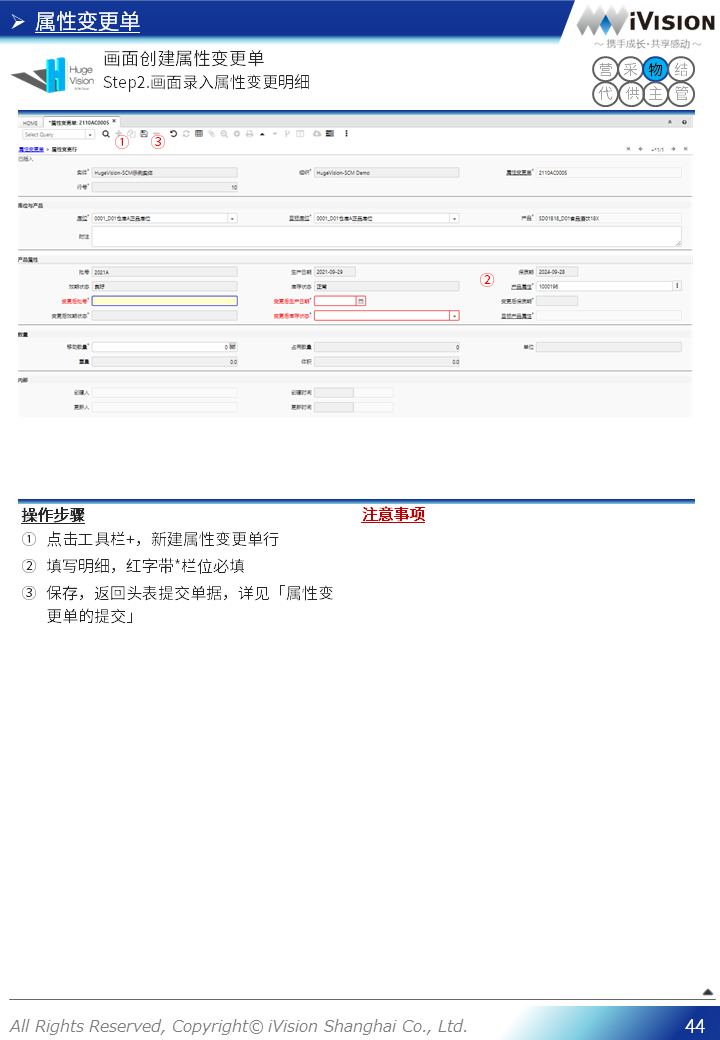 属性变更单
iVision
～ 携手成长·共享感动 ～
Huge
Vision
画面创建属性变更单
Step2.画面录入属性变更明细
营 采 物 结
代 供 主 管
HOME *属性变更单: 2110AC0005 ×
Select Query
① ③
属性变更单 > 属性变更行
+*1/1
已插入
实体* HugeVision-SCM示例实体 组织* HugeVision-SCM Demo 属性变更单* 2110AC0005
行号* 10
库位与产品
库位* 0001_D01仓库A正品库位 目标库位* 0001_D01仓库A正品库位 产品* SD01818_D01食品酒饮18X
附注
产品属性
批号 2021A 生产日期 2021-09-29 保质期 2024-09-28
②
效期状态 良好 库存状态 正常 产品属性* 1000196
变更后批号* 变更后生产日期* 变更后保质期*
变更后效期状态* 变更后库存状态* 目标产品属性*
数量
移动数量* 0 占用数量 0 单位
重量 0.0 体积 0.0
内部
创建人 创建时间
更新人 更新时间
操作步骤
① 点击工具栏+，新建属性变更单行
② 填写明细，红字带*栏位必填
③ 保存，返回头表提交单据，详见「属性变
更单的提交」
注意事项
All Rights Reserved, Copyright© iVision Shanghai Co., Ltd.
44